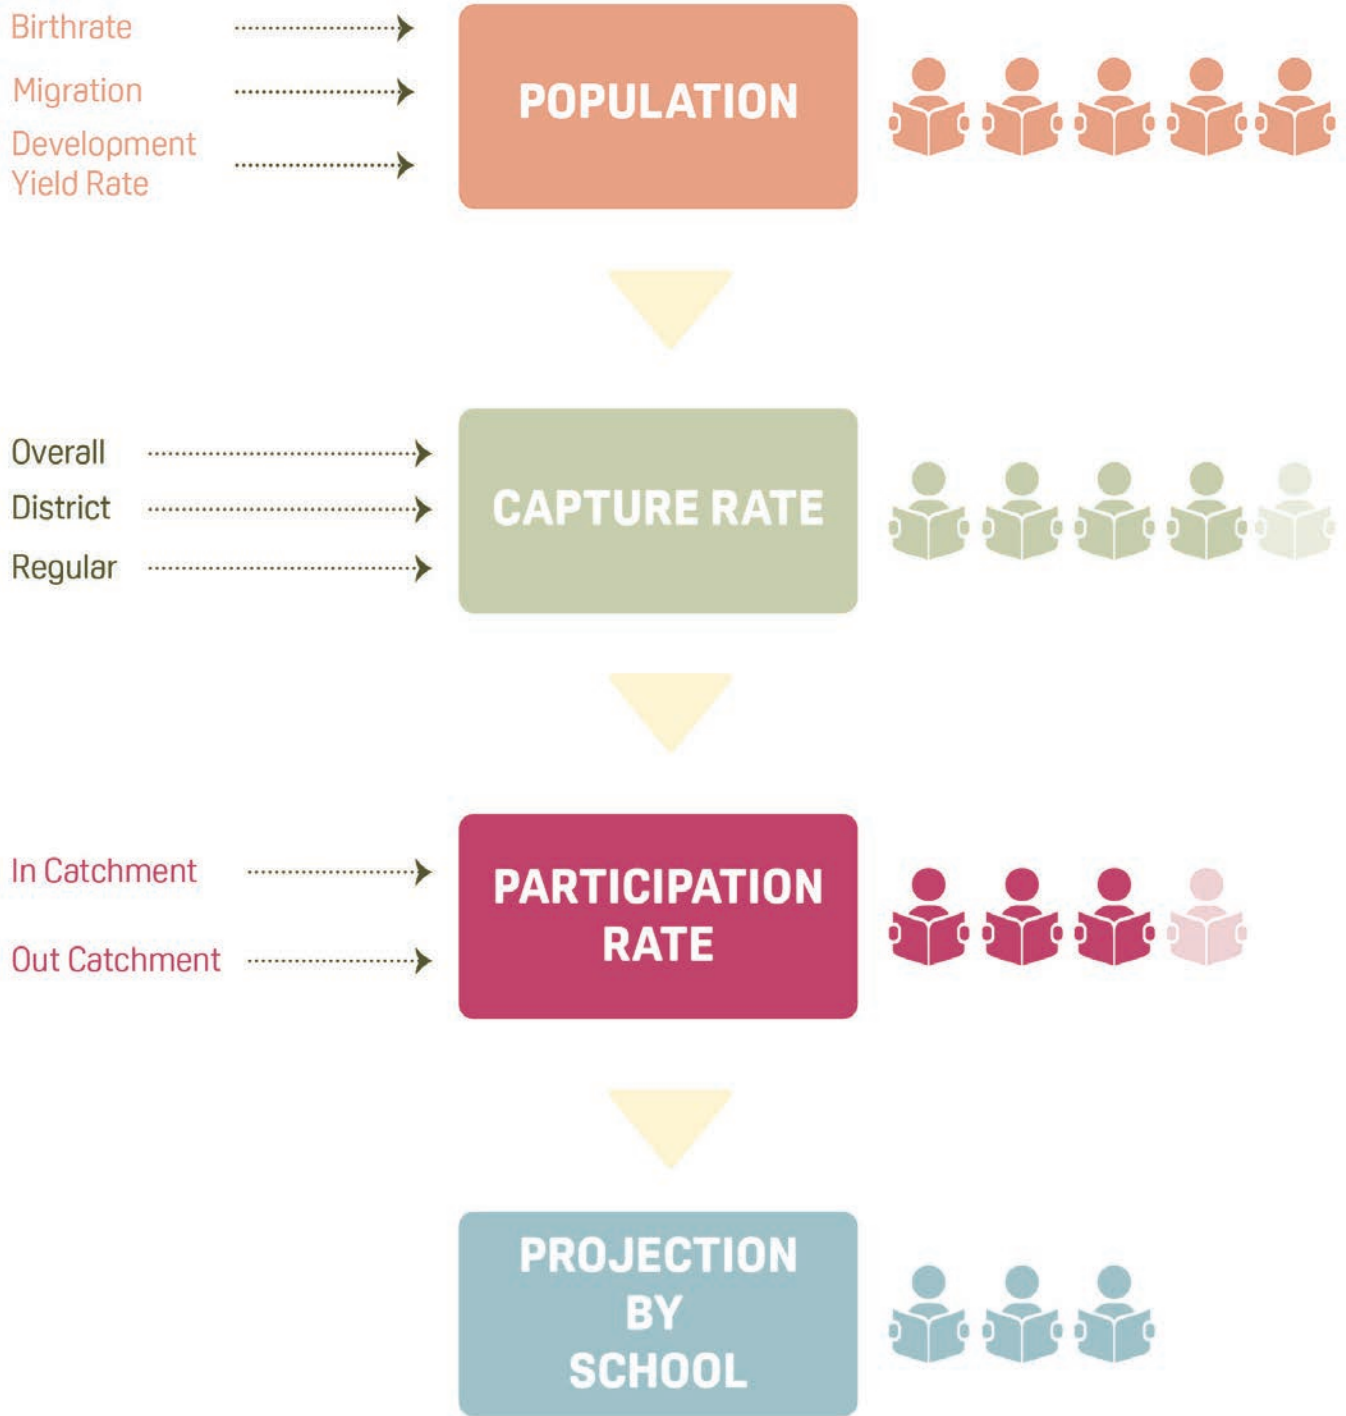 Birthrate
Migration
Development
Yield Rate
POPULATION
Overall
District
Regular
CAPTURE RATE
In Catchment
Out Catchment
PARTICIPATION
RATE
PROJECTION
BY
SCHOOL